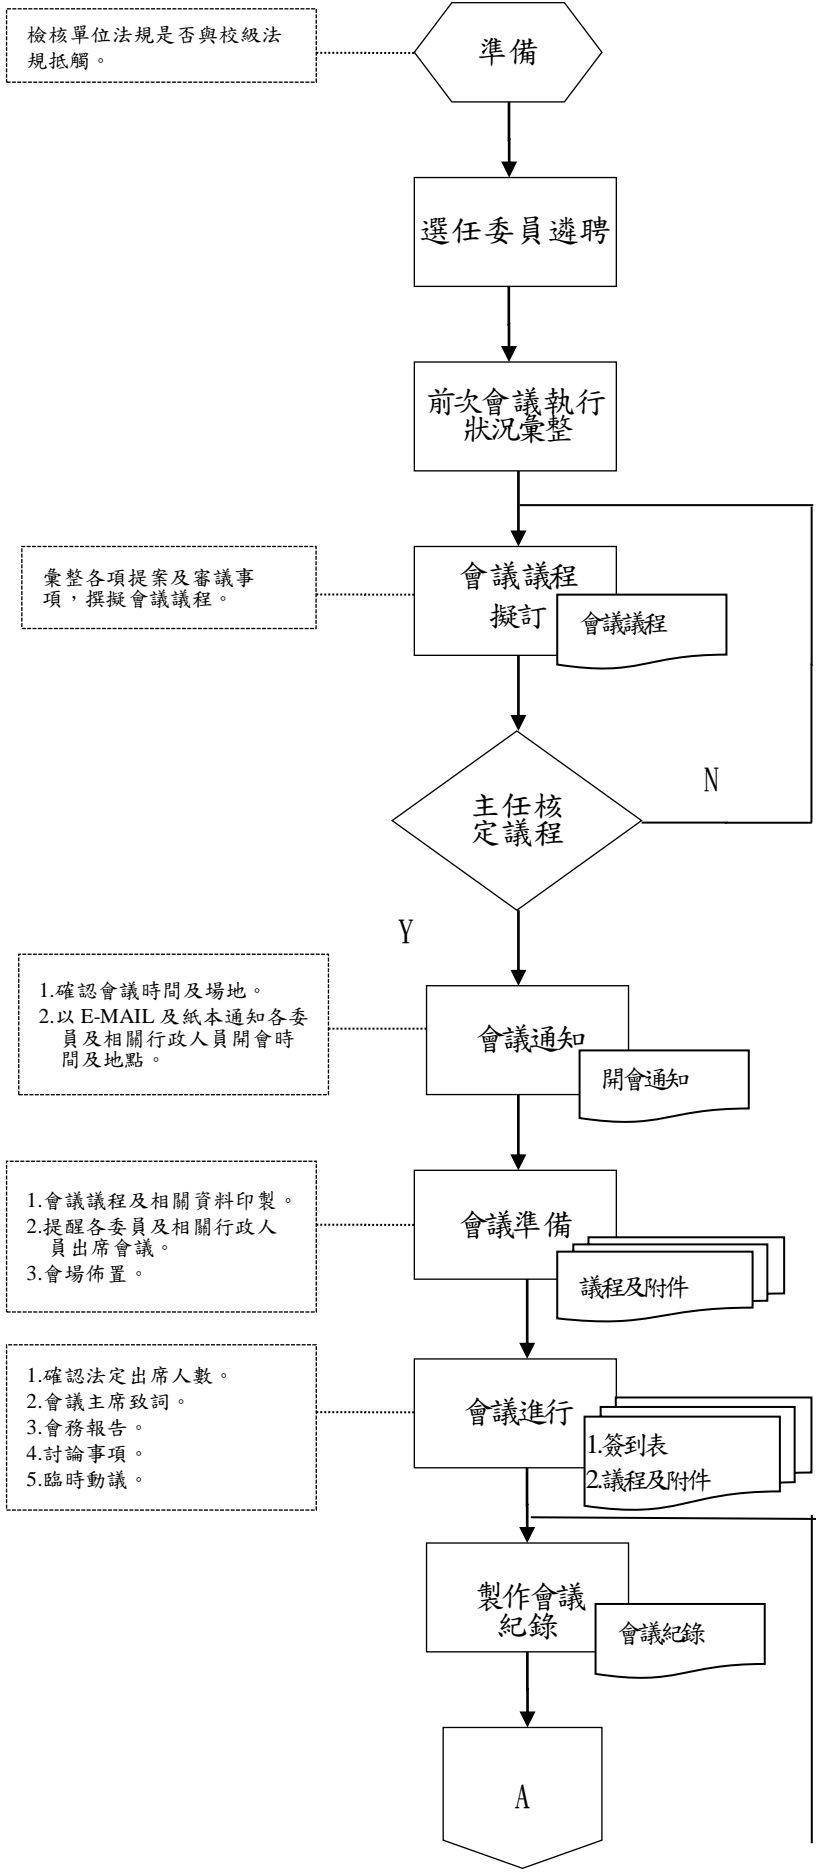 檢核單位法規是否與校級法
規抵觸。
準備
選任委員遴聘
前次會議執行
狀況彙整
彙整各項提案及審議事
項，撰擬會議議程。
會議議程
擬訂
會議議程
主任核
定議程
N
Y
1.確認會議時間及場地。
2.以 E-MAIL 及紙本通知各委
員及相關行政人員開會時
間及地點。
會議通知
開會通知
1.會議議程及相關資料印製。
2.提醒各委員及相關行政人
員出席會議。
3.會場佈置。
會議準備
議程及附件
1.確認法定出席人數。
2.會議主席致詞。
3.會務報告。
4.討論事項。
5.臨時動議。
會議進行
1.簽到表
2.議程及附件
製作會議
紀錄
會議紀錄
A